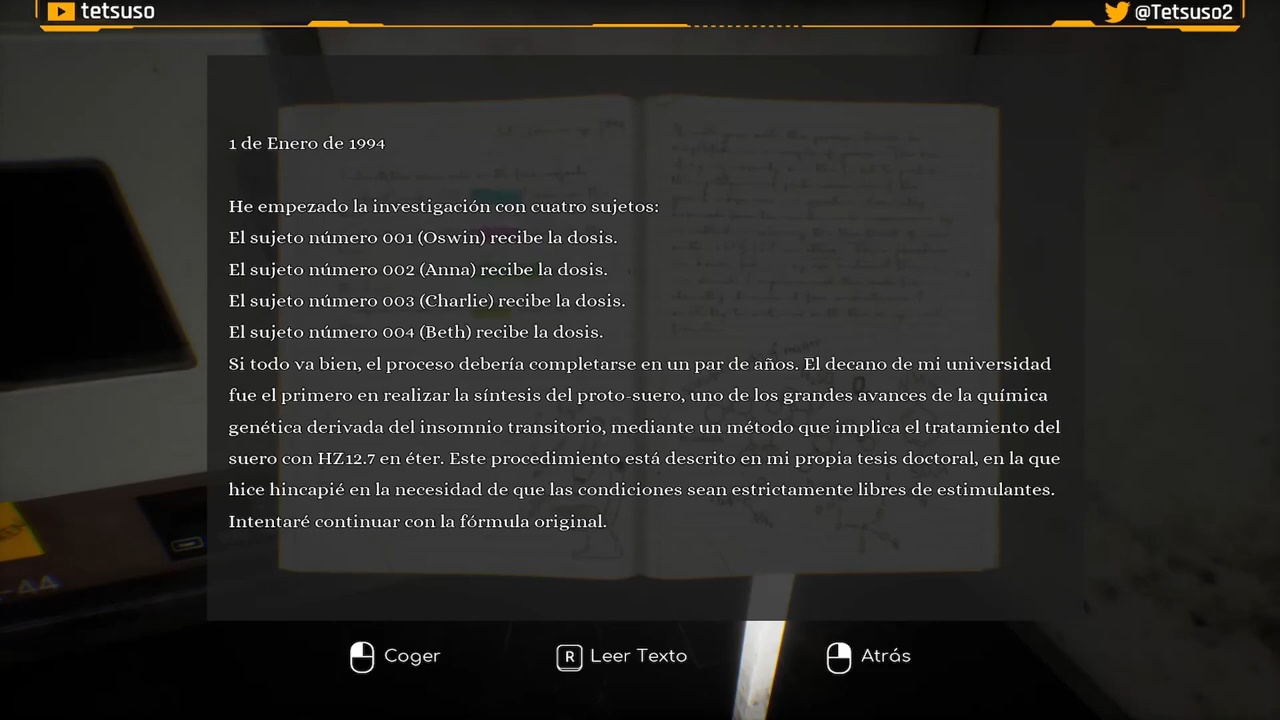 tetsuso
@Tetsuso2
1 de Enero de 1994
He empezado la investigación con cuatro sujetos:
El sujeto número 001 (Oswin) recibe la dosis.
El sujeto número 002 (Anna) recibe la dosis.
El sujeto número 003 (Charlie) recibe la dosis.
El sujeto número 004 (Beth) recibe la dosis.
Si todo va bien, el proceso debería completarse en un par de años. El decano de mi universidad
fue el primero en realizar la síntesis del proto-suero, uno de los grandes avances de la química
genética derivada del insomnio transitorio, mediante un método que implica el tratamiento del
suero con HZ12.7 en éter. Este procedimiento está descrito en mi propia tesis doctoral, en la que
hice hincapié en la necesidad de que las condiciones sean estrictamente libres de estimulantes.
Intentaré continuar con la fórmula original.
-44
Coger
R Leer Texto
Atrás